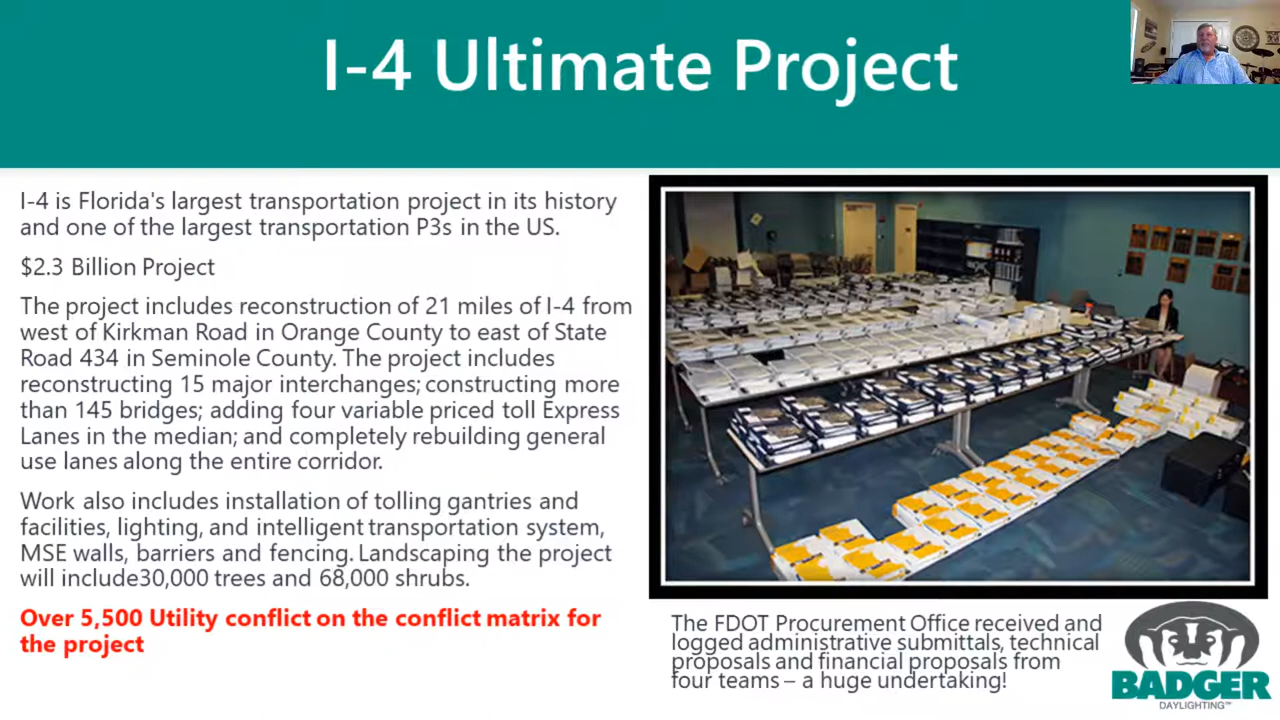 I-4 Ultimate Project
I-4 is Florida's largest transportation project in its history
and one of the largest transportation P3s in the US.
$2.3 Billion Project
The project includes reconstruction of 21 miles of I-4 from
west of Kirkman Road in Orange County to east of State
Road 434 in Seminole County. The project includes
reconstructing 15 major interchanges; constructing more
than 145 bridges; adding four variable priced toll Express
Lanes in the median; and completely rebuilding general
use lanes along the entire corridor.
Work also includes installation of tolling gantries and
facilities, lighting, and intelligent transportation system,
MSE walls, barriers and fencing. Landscaping the project
will include30,000 trees and 68,000 shrubs.
Over 5,500 Utility conflict on the conflict matrix for
the project
The FDOT Procurement Office received and
logged administrative submittals, technical
proposals and financial proposals from
four teams – a huge undertaking!
BADGER
DAYLIGHTING™